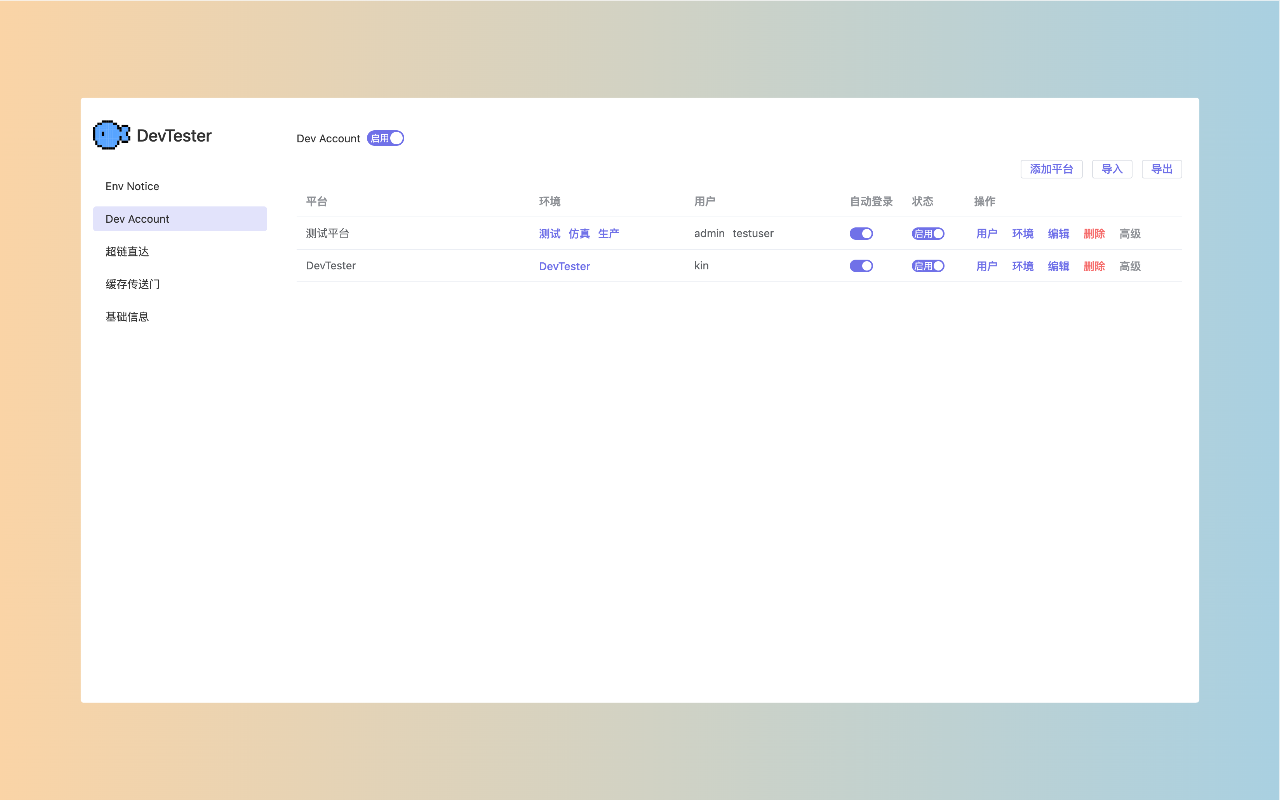 DevTester
Dev Account 启用
添加平台 导入 导出
Env Notice
Dev Account
超链直达
缓存传送门
基础信息
平台 环境 用户 自动登录 状态 操作
测试平台 测试 仿真 生产 admin testuser 启用 用户 环境 编辑 删除 高级
DevTester DevTester kin 启用 用户 环境 编辑 删除 高级